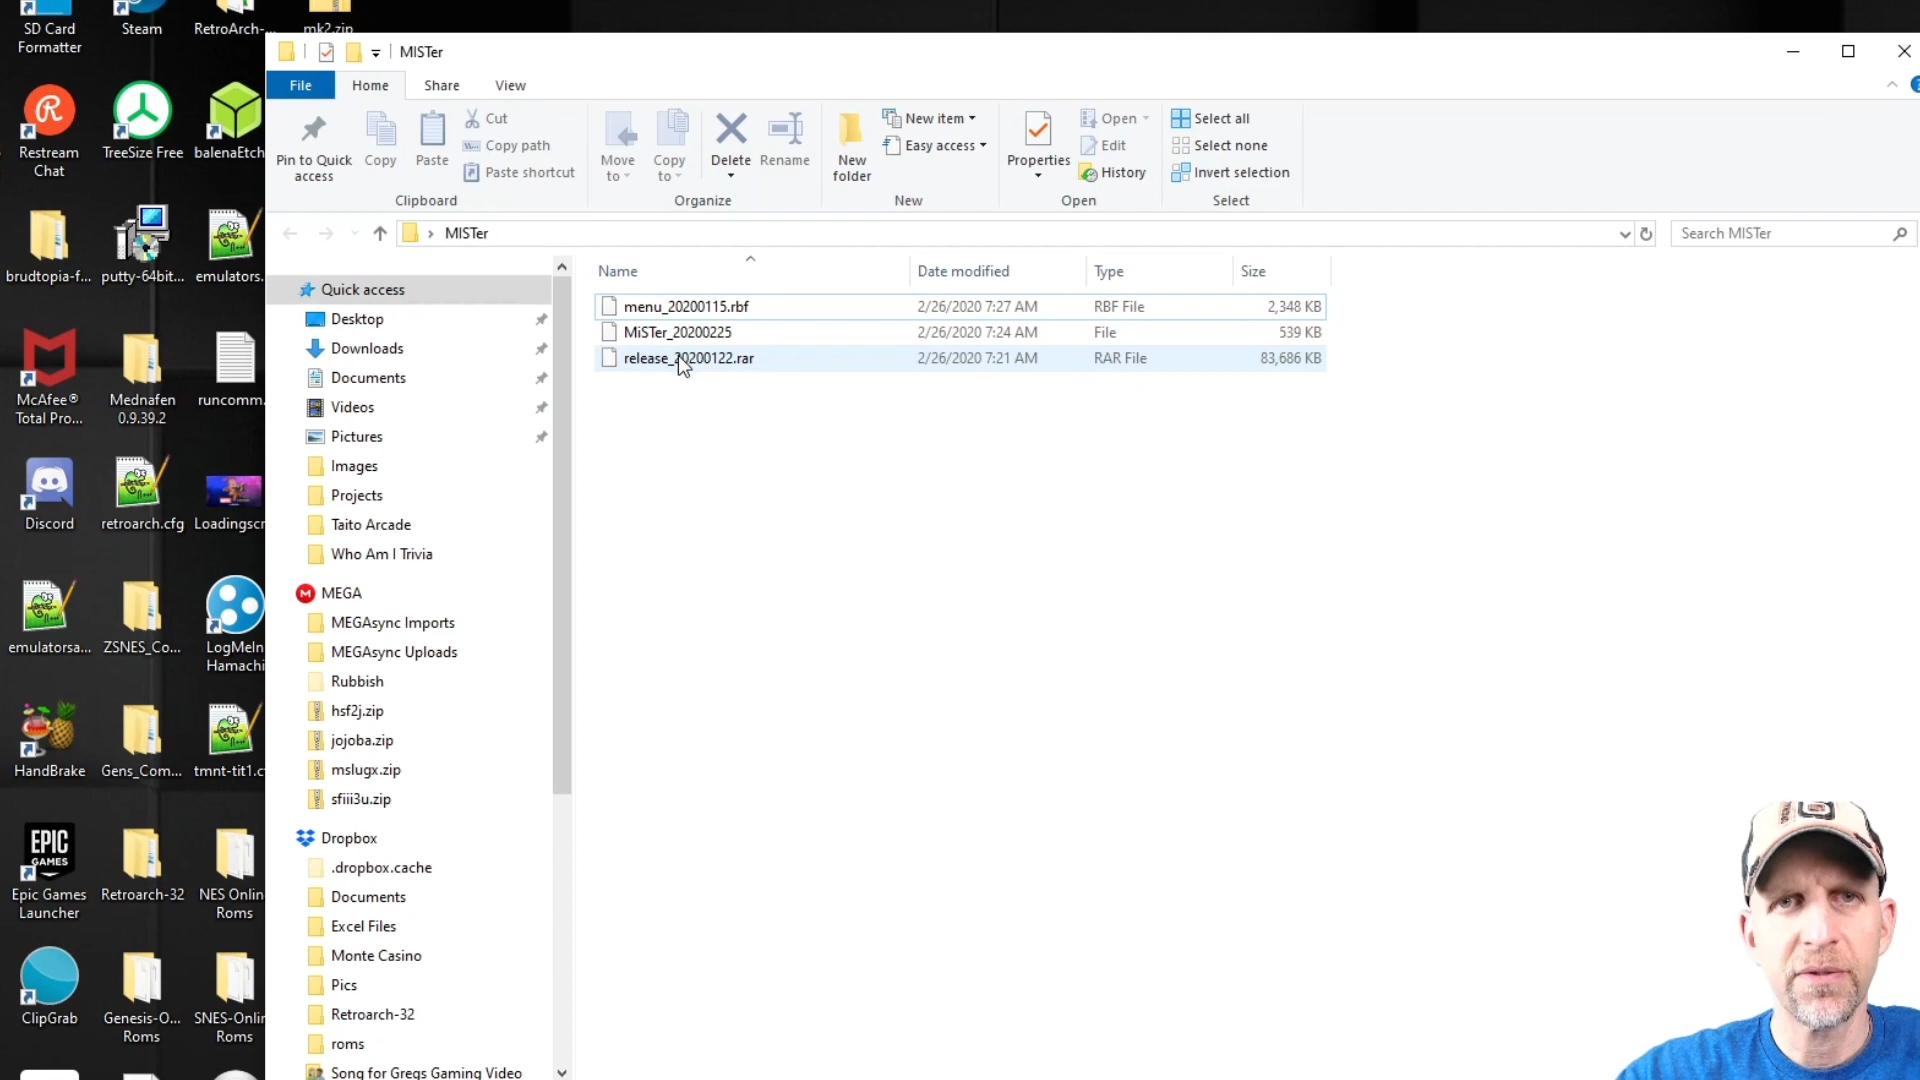 SD Card
Formatter
Steam
RetroArch-...
mk2.zip
Restream
Chat
TreeSize Free
balenaEtch
brudtopia-f...
putty-64bit...
emulators.
McAfee®
Total Pro...
Mednafen
0.9.39.2
runcomm.
Discord
retroarch.cfg
Loadingscr
emulatorsa...
ZSNES_Co...
LogMeIn
Hamachi
HandBrake
Gens_Com...
tmnt-tit1.c
EPIC
GAMES
Epic Games
Launcher
Retroarch-32
NES Onlin
Roms
ClipGrab
Genesis-O...
Roms
SNES-Onlin
Roms
MISTer
File
Home
Share
View
Pin to Quick
access
Copy
Paste
Cut
Copy path
Paste shortcut
Clipboard
Move
to
Copy
to
Delete
Rename
Organize
New
folder
New item
Easy access
New
Properties
Open
Edit
History
Open
Select all
Select none
Invert selection
Select
› MISTer
Search MISTer
Quick access
Desktop
Downloads
Documents
Videos
Pictures
Images
Projects
Taito Arcade
Who Am I Trivia
MEGA
MEGAsync Imports
MEGAsync Uploads
Rubbish
hsf2j.zip
jojoba.zip
mslugx.zip
sfiii3u.zip
Dropbox
.dropbox.cache
Documents
Excel Files
Monte Casino
Pics
Retroarch-32
roms
Song for Gregs Gaming Video
Name Date modified Type Size
menu_20200115.rbf 2/26/2020 7:27 AM RBF File 2,348 KB
MiSTer_20200225 2/26/2020 7:24 AM File 539 KB
release_20200122.rar 2/26/2020 7:21 AM RAR File 83,686 KB